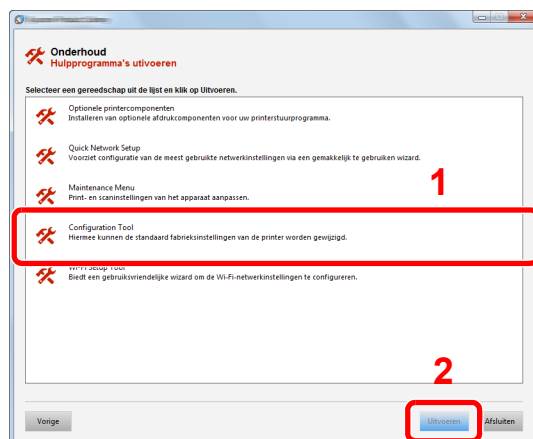 Onderhoud
Hulpprogramma's utivoeren
Selecteer een gereedschap uit de lijst en klik op Uitvoeren.
Optionele printercomponenten
Installeren van optionele afdrukcomponenten voor uw printerstuurprogramma.
Quick Network Setup
Voorziet configuratie van de meest gebruikte netwerkinstellingen via een gemakkelijk te gebruiken wizard.
Maintenance Menu
Print- en scaninstellingen van het apparaat aanpassen.
1
Configuration Tool
Hiermee kunnen de standaard fabrieksinstellingen van de printer worden gewijzigd.
Wi-Fi Setup Tool
Biedt een gebruiksvriendelijke wizard om de Wi-Fi-netwerkinstellingen te configureren.
2
Vorige
Uitvoeren
Afsluiten